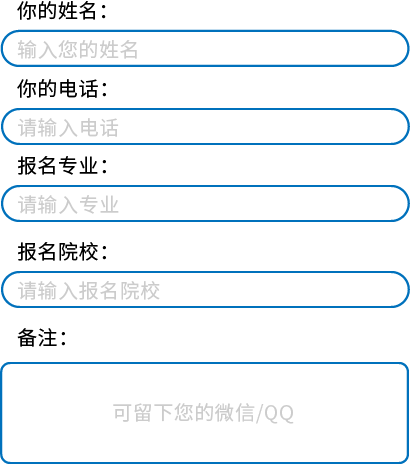 你的姓名：
输入您的姓名
你的电话：
请输入电话
报名专业：
请输入专业
报名院校：
请输入报名院校
备注：
可留下您的微信/QQ